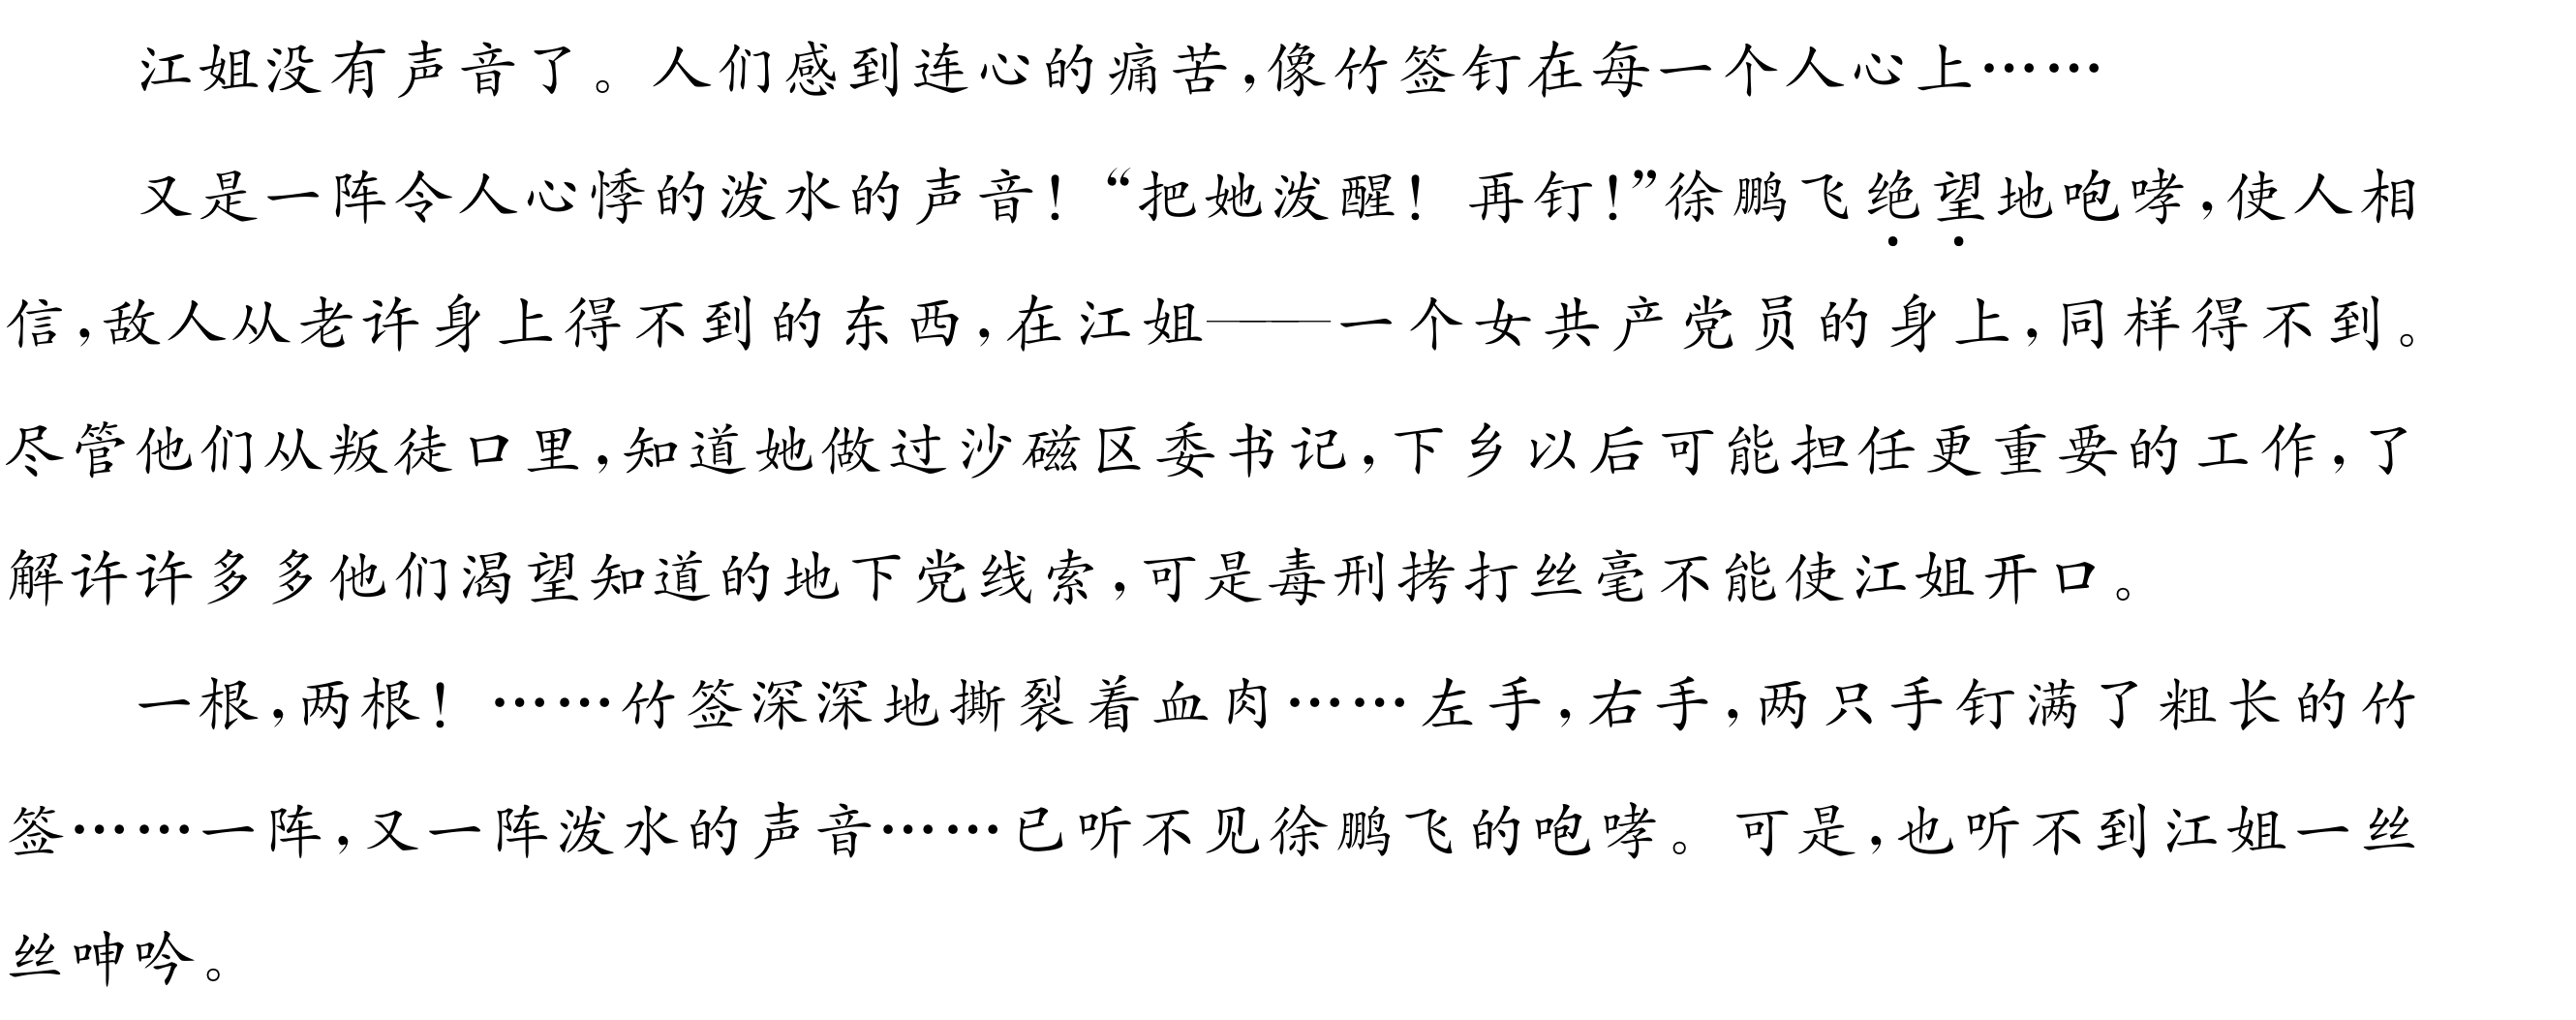 江姐没有声音了。人们感到连心的痛苦,像竹签钉在每一个人心上……
又是一阵令人心悸的泼水的声音!“把她泼醒!再钉!”徐鹏飞绝望地咆哮,使人相
信,敌人从老许身上得不到的东西,在江姐——一个女共产党员的身上,同样得不到。
尽管他们从叛徒口里,知道她做过沙磁区委书记,下乡以后可能担任更重要的工作,了
解许许多多他们渴望知道的地下党线索,可是毒刑拷打丝毫不能使江姐开口。
一根,两根!……竹签深深地撕裂着血肉……左手,右手,两只手钉满了粗长的竹
签……一阵,又一阵泼水的声音……已听不见徐鹏飞的咆哮。可是,也听不到江姐一丝
丝呻吟。